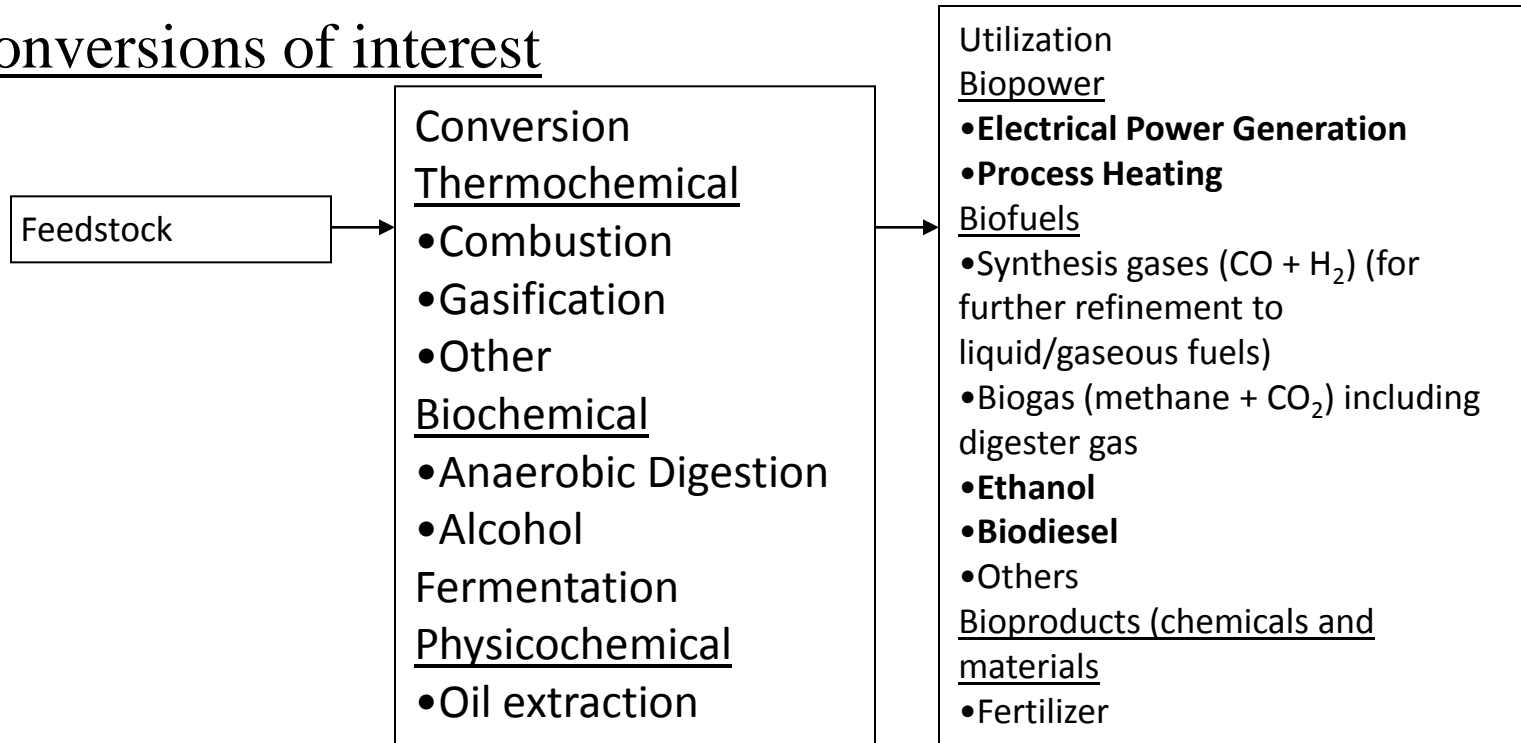 onversions of interest
Feedstock
Conversion
Thermochemical
•Combustion
•Gasification
•Other
Biochemical
•Anaerobic Digestion
•Alcohol
Fermentation
Physicochemical
•Oil extraction
Utilization
Biopower
•Electrical Power Generation
•Process Heating
Biofuels
•Synthesis gases (CO + H₂) (for
further refinement to
liquid/gaseous fuels)
•Biogas (methane + CO₂) including
digester gas
•Ethanol
•Biodiesel
•Others
Bioproducts (chemicals and
materials
•Fertilizer